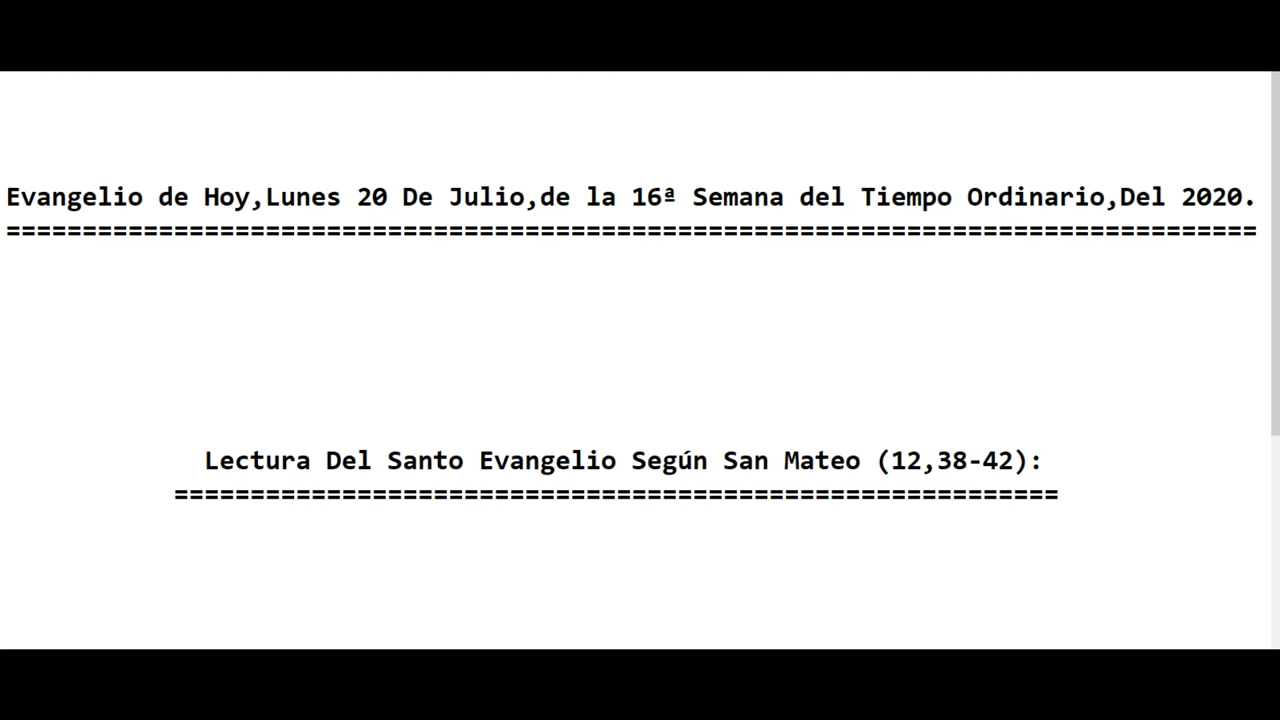 Evangelio de Hoy,Lunes 20 De Julio,de la 16ª Semana del Tiempo Ordinario,Del 2020.
==================================================================================
Lectura Del Santo Evangelio Según San Mateo (12,38-42):
==========================================================